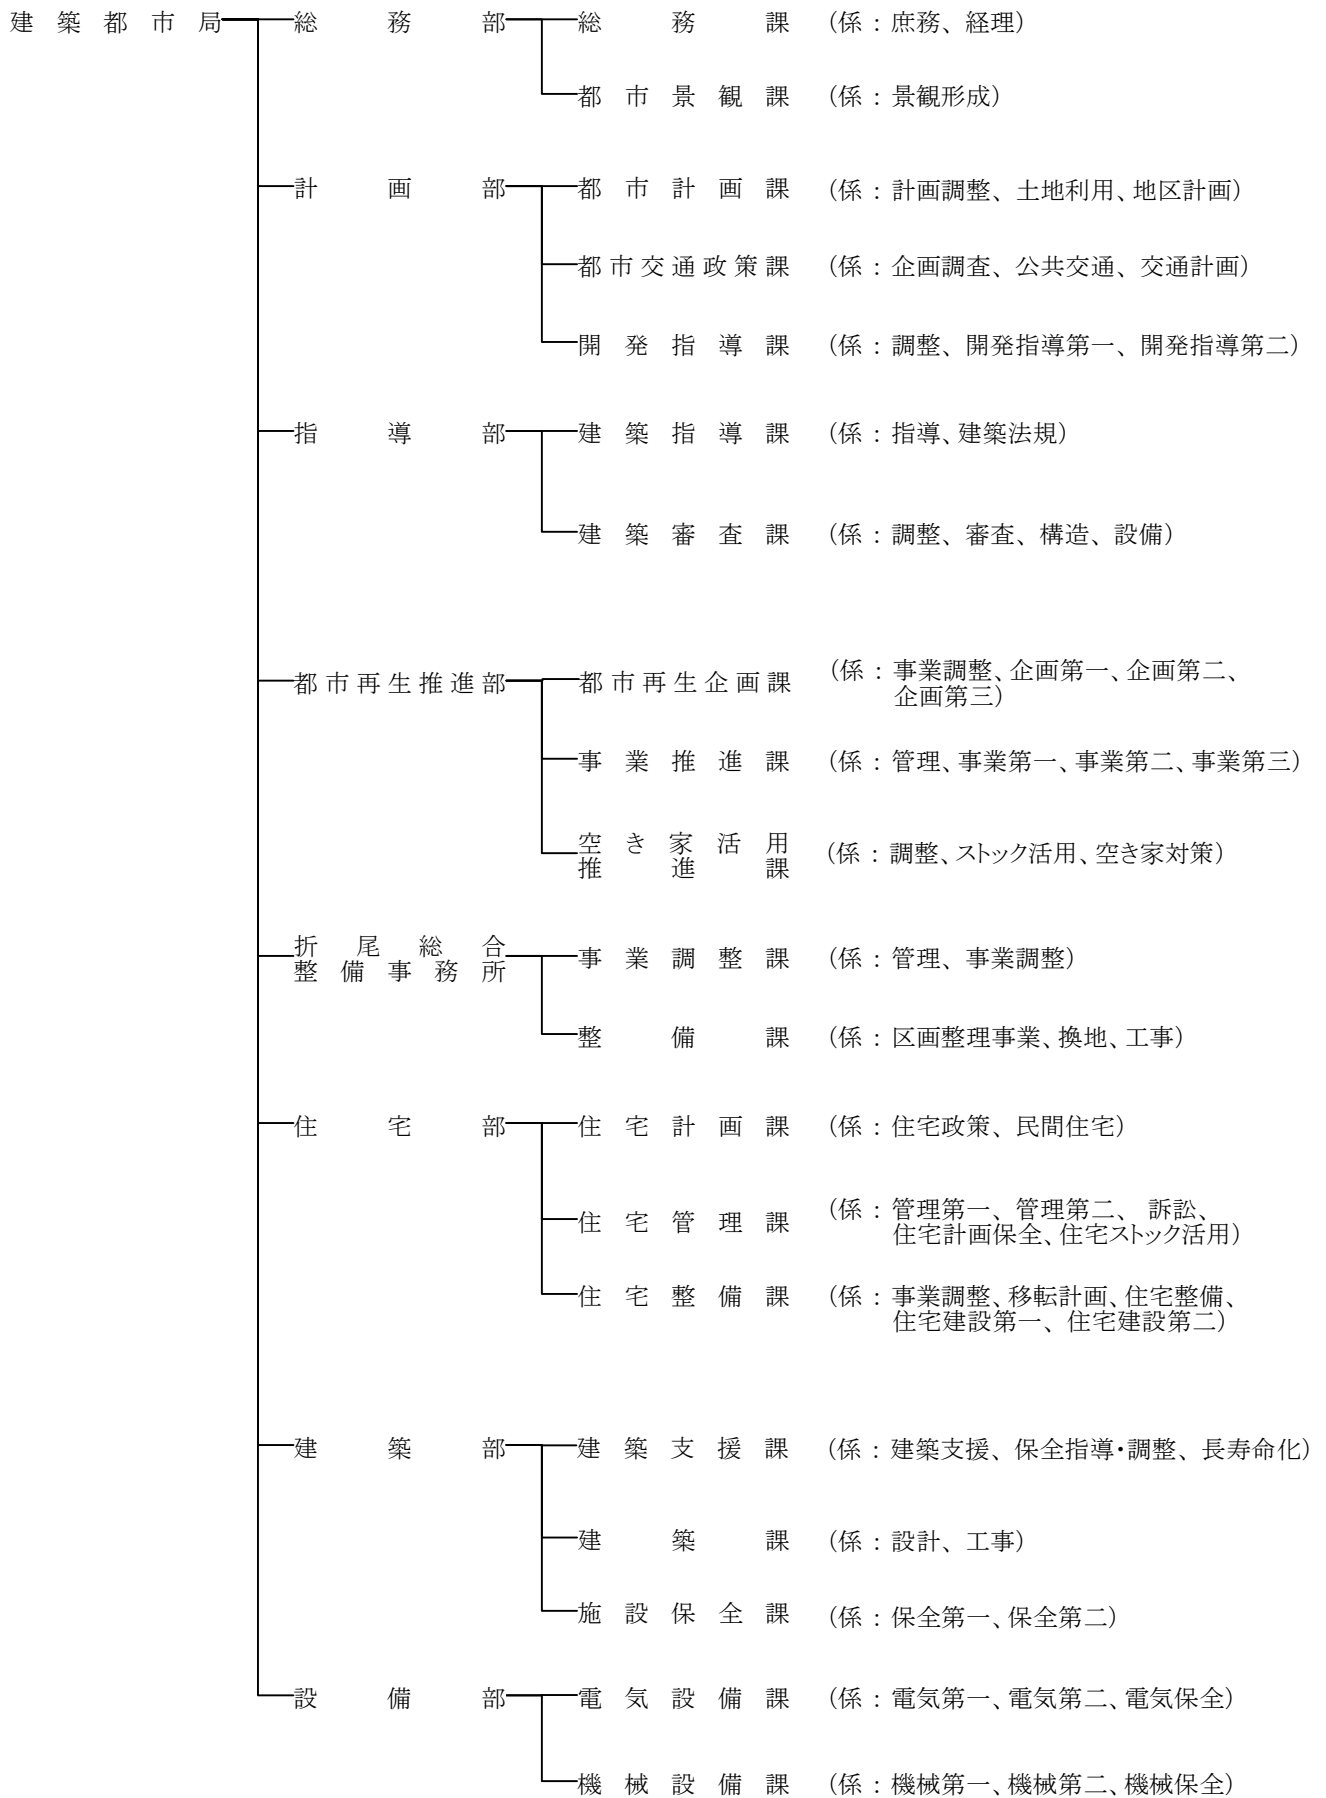 建築都市局 総務部 総務課 (係：庶務、経理)
都市景観課 (係：景観形成)
計画部 都市計画課 (係：計画調整、土地利用、地区計画)
都市交通政策課 (係：企画調査、公共交通、交通計画)
開発指導課 (係：調整、開発指導第一、開発指導第二)
指導部 建築指導課 (係：指導、建築法規)
建築審査課 (係：調整、審査、構造、設備)
都市再生推進部 都市再生企画課 (係：事業調整、企画第一、企画第二、
企画第三)
事業推進課 (係：管理、事業第一、事業第二、事業第三)
空き家活用
推進課 (係：調整、ストック活用、空き家対策)
折尾総合
整備事務所 事業調整課 (係：管理、事業調整)
整備課 (係：区画整理事業、換地、工事)
住宅部 住宅計画課 (係：住宅政策、民間住宅)
住宅管理課 (係：管理第一、管理第二、訴訟、
住宅計画保全、住宅ストック活用)
住宅整備課 (係：事業調整、移転計画、住宅整備、
住宅建設第一、住宅建設第二)
建築部 建築支援課 (係：建築支援、保全指導・調整、長寿命化)
建築課 (係：設計、工事)
施設保全課 (係：保全第一、保全第二)
設備部 電気設備課 (係：電気第一、電気第二、電気保全)
機械設備課 (係：機械第一、機械第二、機械保全)